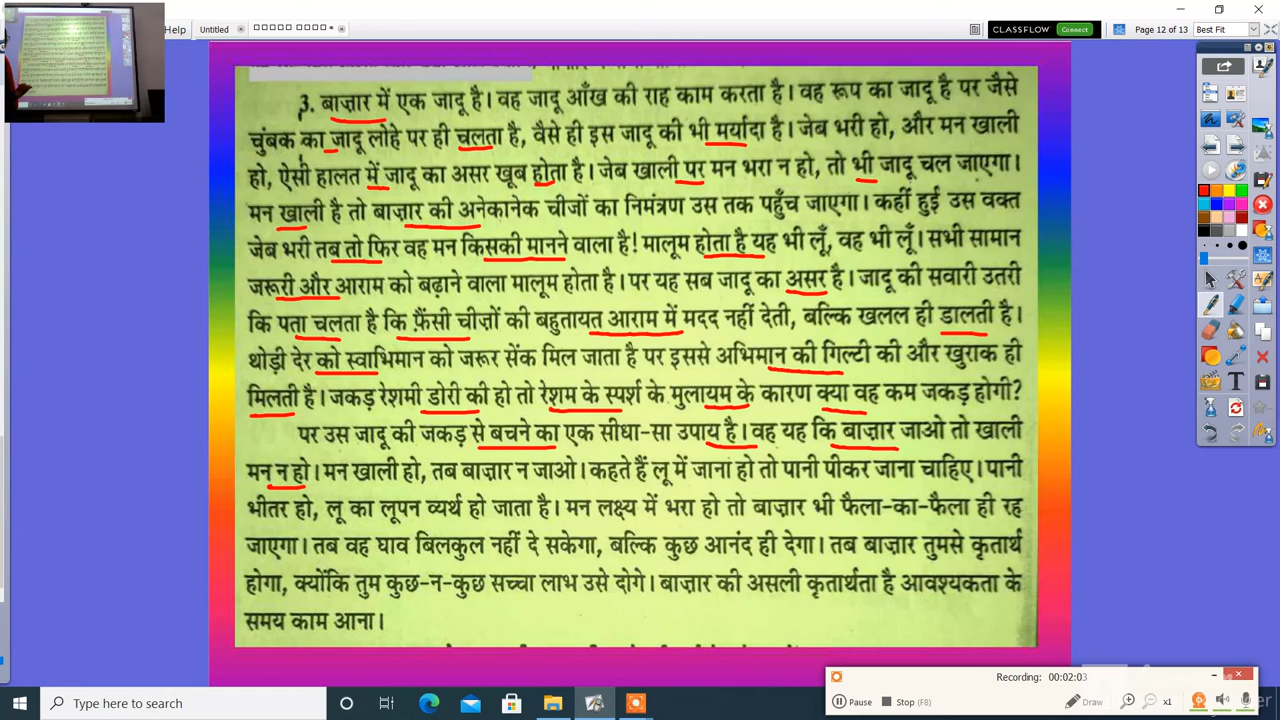 Help Untitled CLASSFLOW Connect Page 12 of 13 Best Fit
3. बाज़ार में एक जादू है। वह जादू आँख की राह काम करता है। वह रूप का जादू है पर जैसे
चुंबक का जादू लोहे पर ही चलता है, वैसे ही इस जादू की भी मर्यादा है। जेब भरी हो, और मन खाली
हो, ऐसी हालत में जादू का असर खूब होता है। जेब खाली पर मन भरा न हो, तो भी जादू चल जाएगा।
मन खाली है तो बाज़ार की अनेकानेक चीजों का निमंत्रण उस तक पहुँच जाएगा। कहीं हुई उस वक्त
जेब भरी तब तो फिर वह मन किसकी मानने वाला है! मालूम होता है यह भी लूँ, वह भी लूँ। सभी सामान
जरूरी और आराम को बढ़ाने वाला मालूम होता है। पर यह सब जादू का असर है। जादू की सवारी उतरी
कि पता चलता है कि फ़ैंसी चीज़ों की बहुतायत आराम में मदद नहीं देती, बल्कि खलल ही डालती है।
थोड़ी देर को स्वाभिमान को जरूर सेंक मिल जाता है पर इससे अभिमान की गिल्टी की और खुराक ही
मिलती है। जकड़ रेशमी डोरी की हो तो रेशम के स्पर्श के मुलायम के कारण क्या वह कम जकड़ होगी?
पर उस जादू की जकड़ से बचने का एक सीधा-सा उपाय है। वह यह कि बाज़ार जाओ तो खाली
मन न हो। मन खाली हो, तब बाज़ार न जाओ। कहते हैं लू में जाना हो तो पानी पीकर जाना चाहिए। पानी
भीतर हो, लू का लूपन व्यर्थ हो जाता है। मन लक्ष्य में भरा हो तो बाज़ार भी फैला-का-फैला ही रह
जाएगा। तब वह घाव बिलकुल नहीं दे सकेगा, बल्कि कुछ आनंद ही देगा। तब बाज़ार तुमसे कृतार्थ
होगा, क्योंकि तुम कुछ-न-कुछ सच्चा लाभ उसे दोगे। बाज़ार की असली कृतार्थता है आवश्यकता के
समय काम आना।
Recording: 00:02:03
Pause Stop (F8) Draw x1
Type here to search